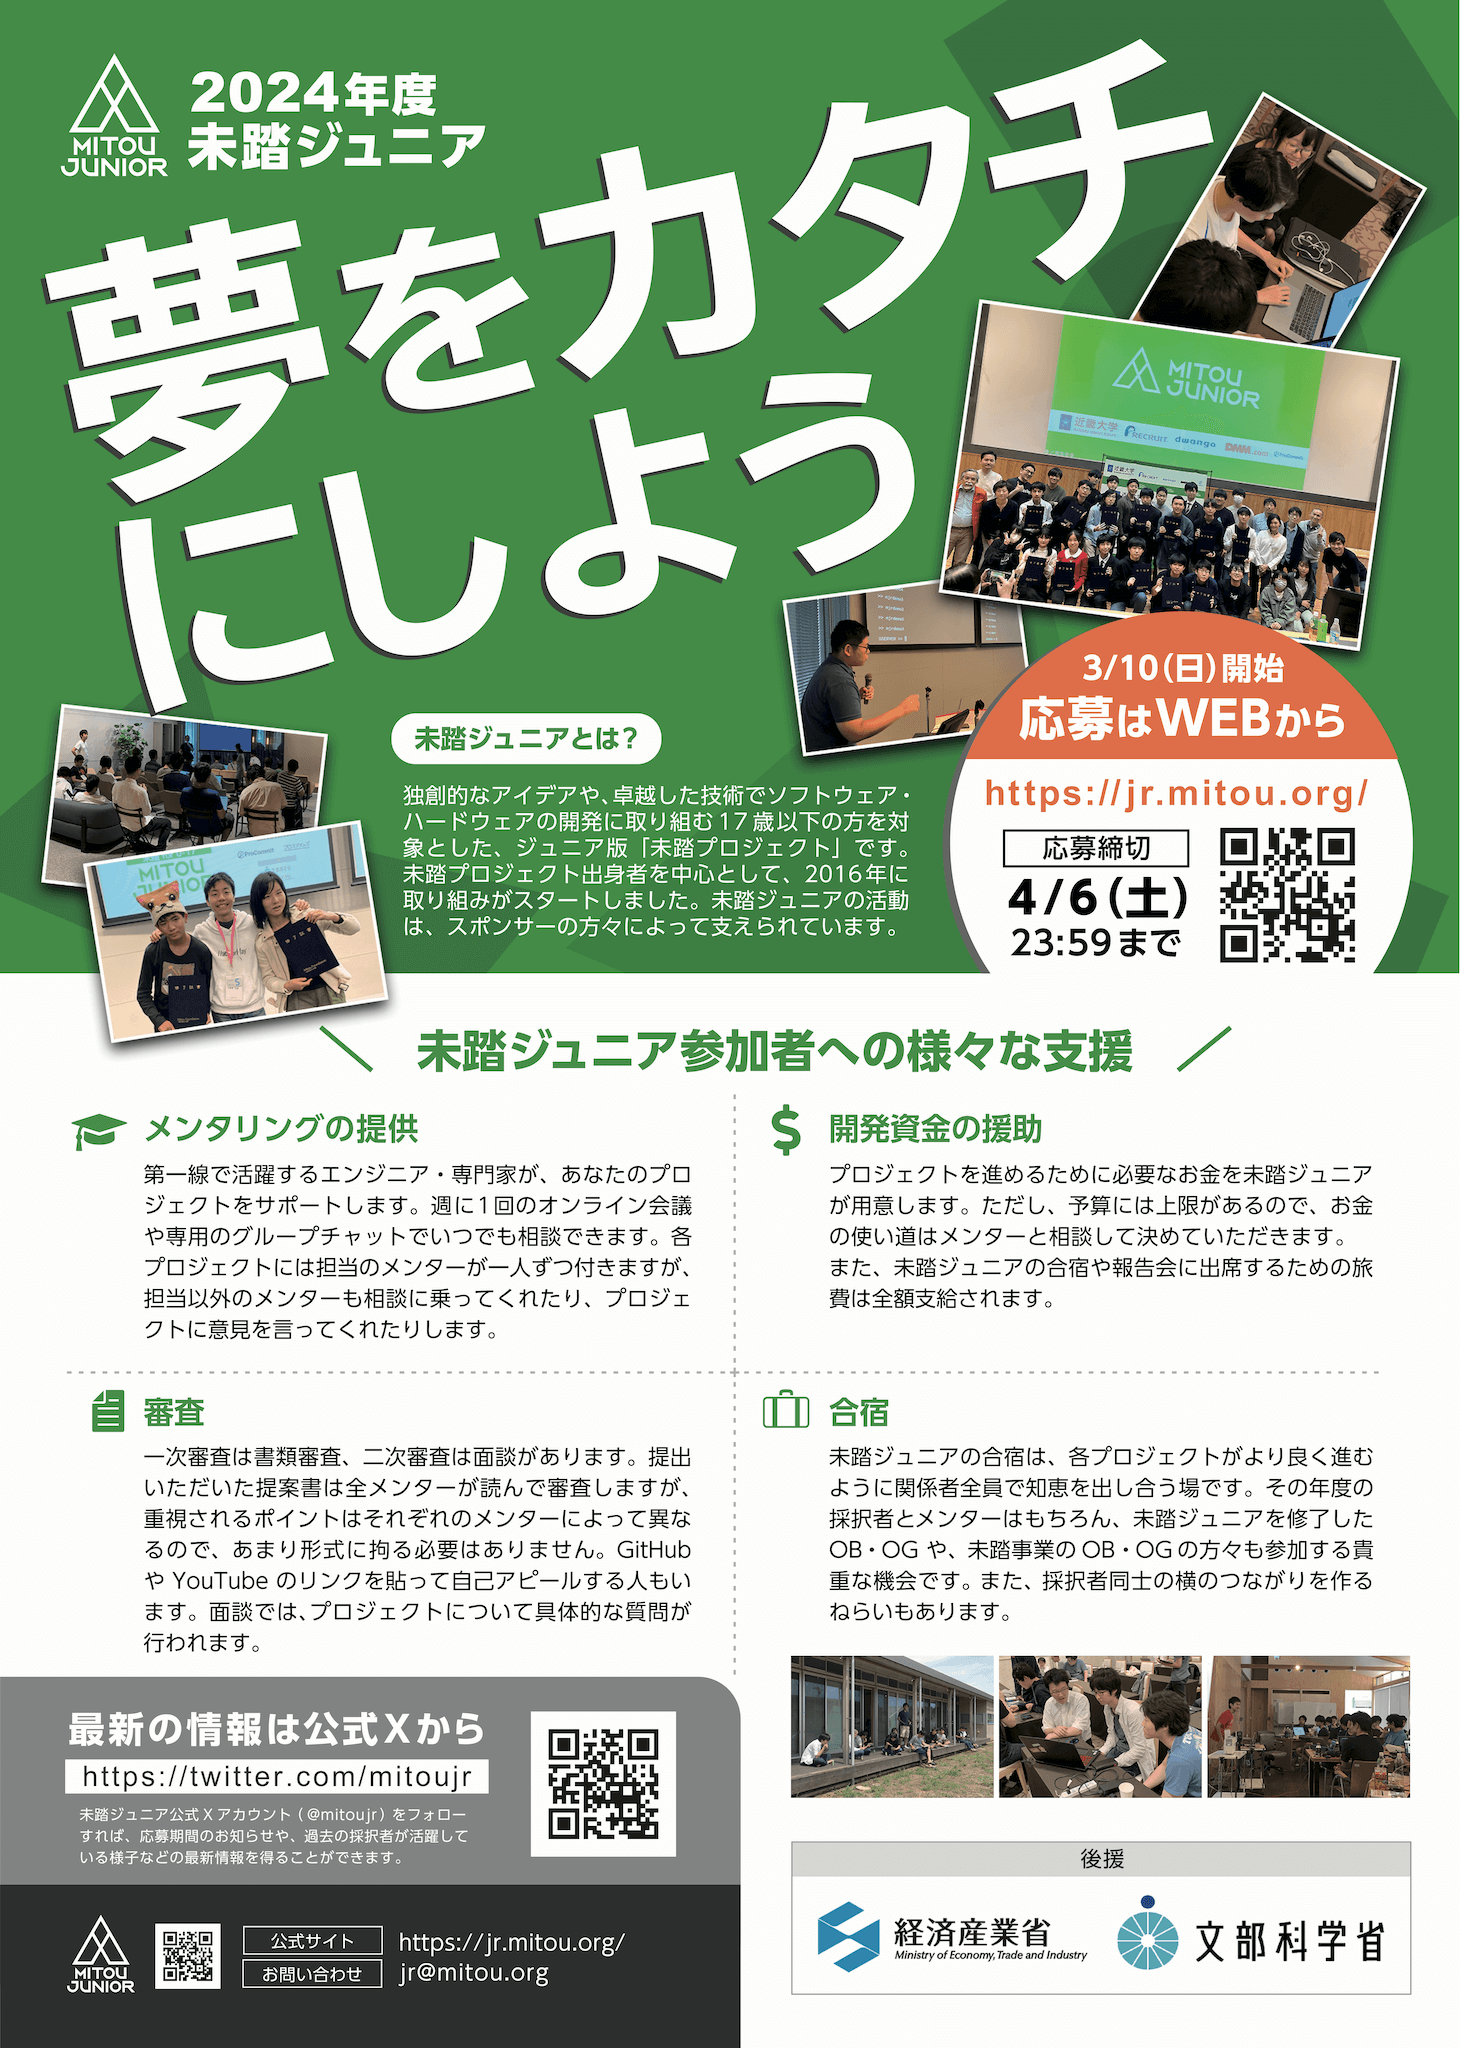 MITOU
JUNIOR
2024年度
未踏ジュニア
夢をカタチ
にしよう
MITOU
JUNIOR
近畿大学
RECRUIT
dwango
DMM.com
3/10(日)開始
応募はWEBから
https://jr.mitou.org/
応募締切
4/6(土)
23:59まで
未踏ジュニアとは？
独創的なアイデアや、卓越した技術でソフトウェア・
ハードウェアの開発に取り組む17歳以下の方を対
象とした、ジュニア版「未踏プロジェクト」です。
未踏プロジェクト出身者を中心として、2016年に
取り組みがスタートしました。未踏ジュニアの活動
は、スポンサーの方々によって支えられています。
MITOU
未踏ジュニア参加者への様々な支援
メンタリングの提供
第一線で活躍するエンジニア・専門家が、あなたのプロ
ジェクトをサポートします。週に1回のオンライン会議
や専用のグループチャットでいつでも相談できます。各
プロジェクトには担当のメンターが一人ずつ付きますが、
担当以外のメンターも相談に乗ってくれたり、プロジェ
クトに意見を言ってくれたりします。
開発資金の援助
プロジェクトを進めるために必要なお金を未踏ジュニア
が用意します。ただし、予算には上限があるので、お金
の使い道はメンターと相談して決めていただきます。
また、未踏ジュニアの合宿や報告会に出席するための旅
費は全額支給されます。
審査
一次審査は書類審査、二次審査は面談があります。提出
いただいた提案書は全メンターが読んで審査しますが、
重視されるポイントはそれぞれのメンターによって異な
るので、あまり形式に拘る必要はありません。GitHub
や YouTube のリンクを貼って自己アピールする人もい
ます。面談では、プロジェクトについて具体的な質問が
行われます。
合宿
未踏ジュニアの合宿は、各プロジェクトがより良く進む
ように関係者全員で知恵を出し合う場です。その年度の
採択者とメンターはもちろん、未踏ジュニアを修了した
OB・OG や、未踏事業の OB・OG の方々も参加する貴
重な機会です。また、採択者同士の横のつながりを作る
ねらいもあります。
最新の情報は公式Xから
https://twitter.com/mitoujr
未踏ジュニア公式 X アカウント（@mitoujr）をフォロー
すれば、応募期間のお知らせや、過去の採択者が活躍して
いる様子などの最新情報を得ることができます。
MITOU
JUNIOR
公式サイト
https://jr.mitou.org/
お問い合わせ
jr@mitou.org
後援
経済産業省
Ministry of Economy, Trade and Industry
文部科学省